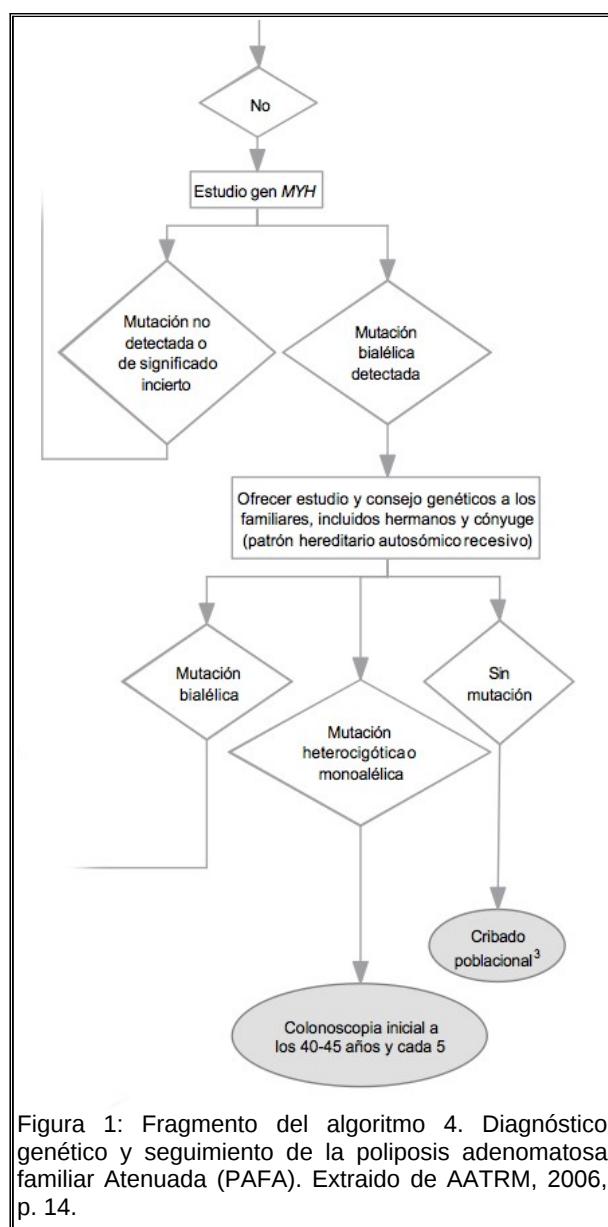 No
Estudio gen MYH
Mutación no
detectada o
de significado
incierto
Mutación
bialélica
detectada
Ofrecer estudio y consejo genéticos a los
familiares, incluidos hermanos y cónyuge
(patrón hereditario autosómico recesivo)
Mutación
bialélica
Mutación
heterocigótica o
monoalélica
Sin
mutación
Cribado
poblacional³
Colonoscopia inicial a
los 40-45 años y cada 5
Figura 1: Fragmento del algoritmo 4. Diagnóstico
genético y seguimiento de la poliposis adenomatosa
familiar Atenuada (PAFA). Extraido de AATRM, 2006,
p. 14.